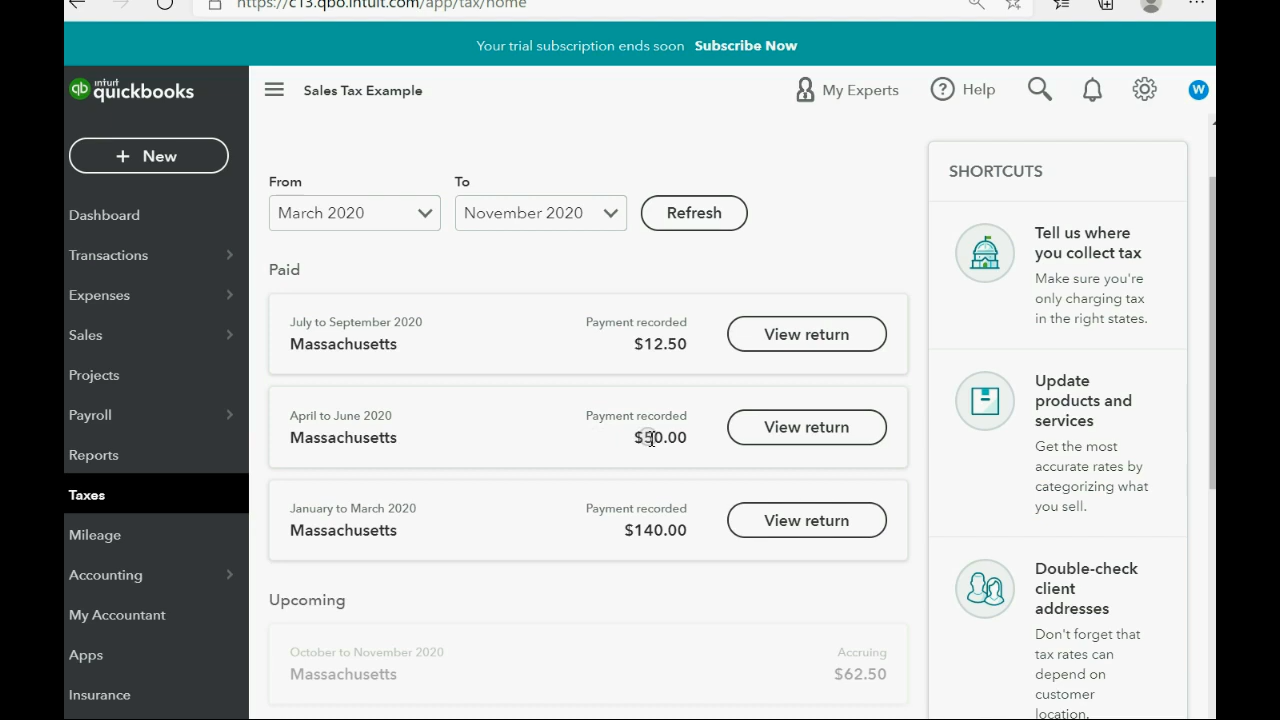 https://c13.qbo.intuit.com/app/tax/home
Your trial subscription ends soon Subscribe Now
intuit
quickbooks
Sales Tax Example
My Experts
Help
W
+ New
Dashboard
Transactions
Expenses
Sales
Projects
Payroll
Reports
Taxes
Mileage
Accounting
My Accountant
Apps
Insurance
From
To
March 2020
November 2020
Refresh
Paid
July to September 2020
Payment recorded
Massachusetts
$12.50
View return
April to June 2020
Payment recorded
Massachusetts
$50.00
View return
January to March 2020
Payment recorded
Massachusetts
$140.00
View return
Upcoming
October to November 2020
Accruing
Massachusetts
$62.50
SHORTCUTS
Tell us where
you collect tax
Make sure you're
only charging tax
in the right states.
Update
products and
services
Get the most
accurate rates by
categorizing what
you sell.
Double-check
client
addresses
Don't forget that
tax rates can
depend on
customer
location.